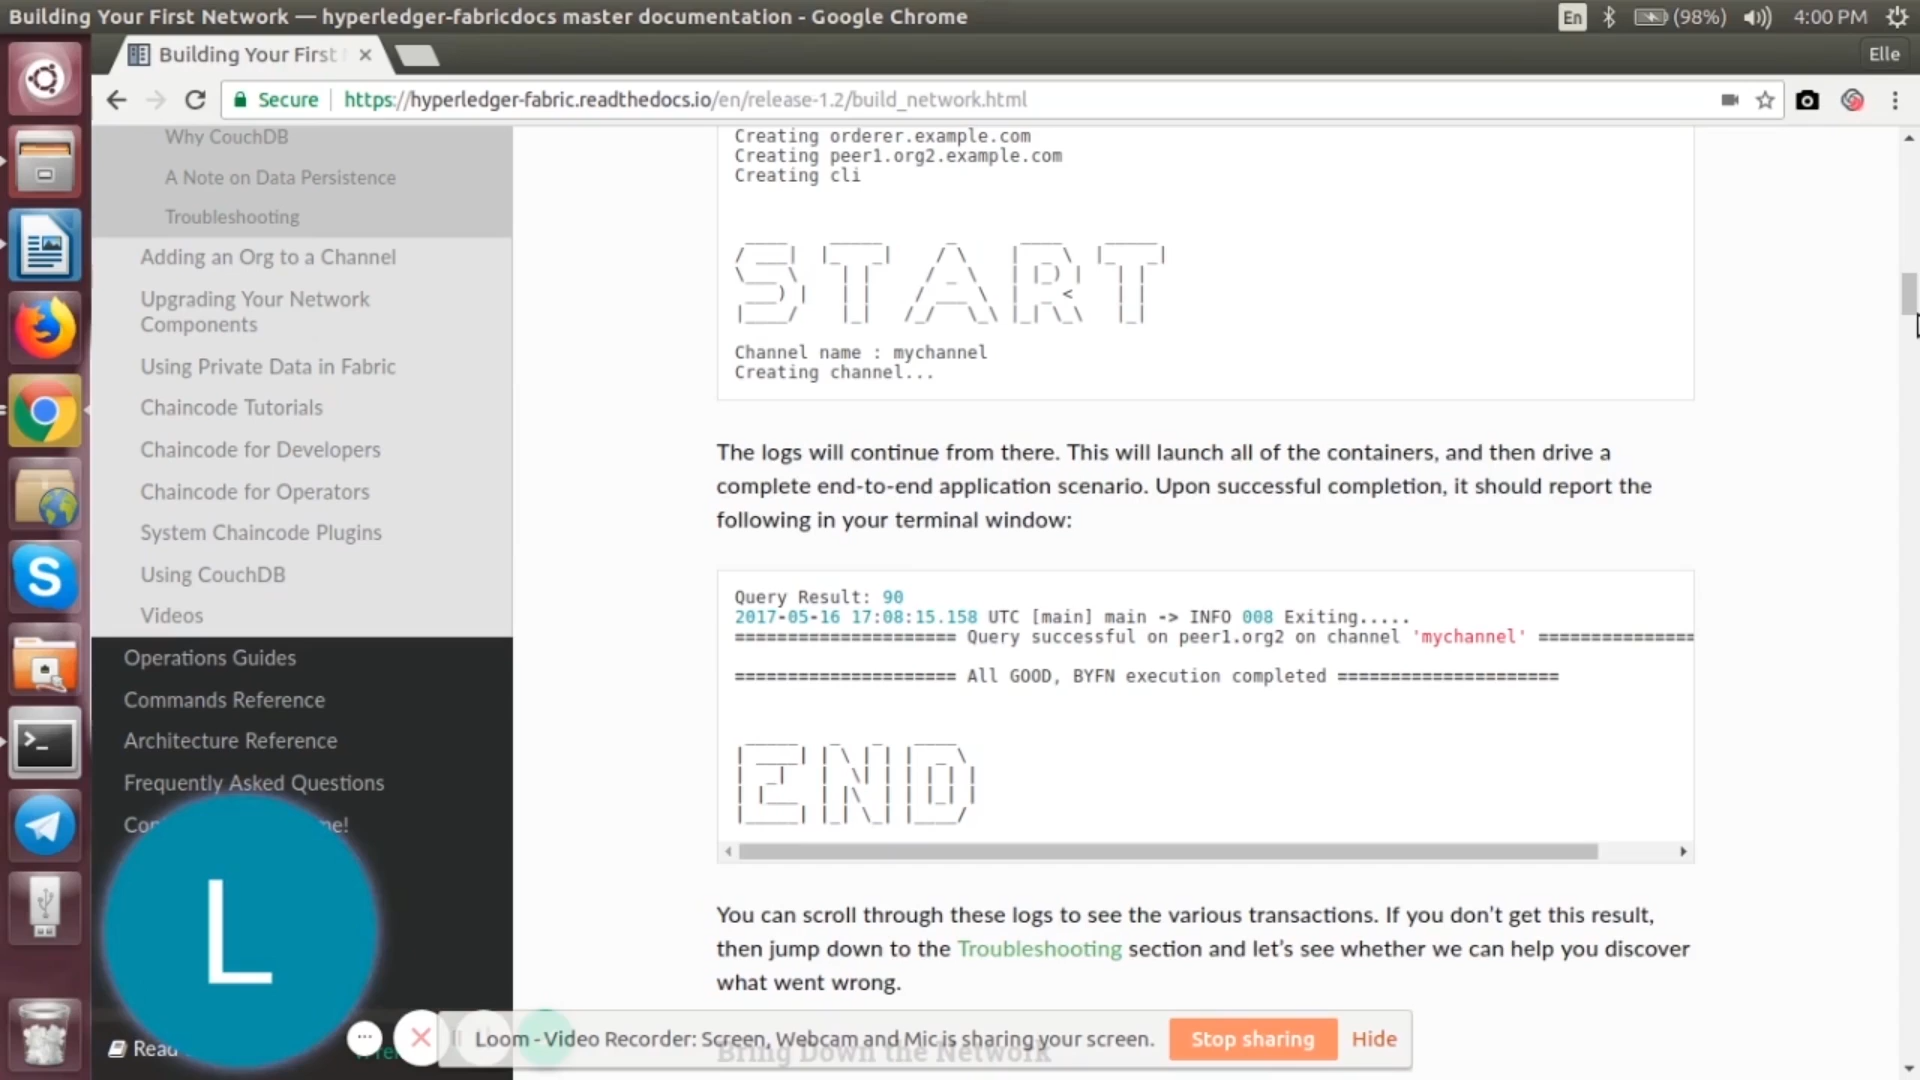 Building Your First Network — hyperledger-fabricdocs master documentation - Google Chrome
En (98%) 4:00 PM
Building Your First
Elle
Secure https://hyperledger-fabric.readthedocs.io/en/release-1.2/build_network.html
Why CouchDB
A Note on Data Persistence
Troubleshooting
Adding an Org to a Channel
Upgrading Your Network
Components
Using Private Data in Fabric
Chaincode Tutorials
Chaincode for Developers
Chaincode for Operators
System Chaincode Plugins
Using CouchDB
Videos
Operations Guides
Commands Reference
Architecture Reference
Frequently Asked Questions
L
Creating orderer.example.com
Creating peer1.org2.example.com
Creating cli
START
Channel name : mychannel
Creating channel...
The logs will continue from there. This will launch all of the containers, and then drive a
complete end-to-end application scenario. Upon successful completion, it should report the
following in your terminal window:
Query Result: 90
2017-05-16 17:08:15.158 UTC [main] main -> INFO 008 Exiting.....
===================== Query successful on peer1.org2 on channel 'mychannel' ===============
===================== All GOOD, BYFN execution completed =====================
END
You can scroll through these logs to see the various transactions. If you don't get this result,
then jump down to the Troubleshooting section and let's see whether we can help you discover
what went wrong.
Bring Down the Network
Read
Loom - Video Recorder: Screen, Webcam and Mic is sharing your screen. Stop sharing Hide